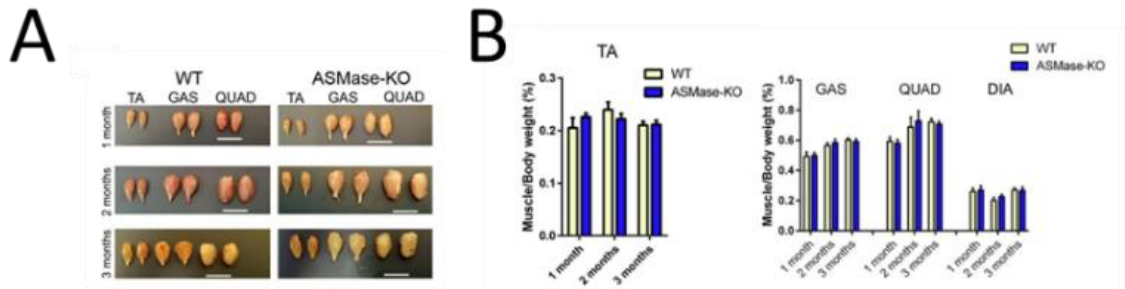 A
WT ASMase-KO
TA GAS QUAD TA GAS QUAD
1 month
2 months
3 months
B
TA
WT
ASMase-KO
Muscle/Body weight (%)
0.3
0.2
0.1
0.0
1 month 2 months 3 months
WT
ASMase-KO
GAS QUAD DIA
Muscle/Body weight (%)
1.0
0.8
0.6
0.4
0.2
0.0
1 month 2 months 3 months 1 month 2 months 3 months 1 month 2 months 3 months